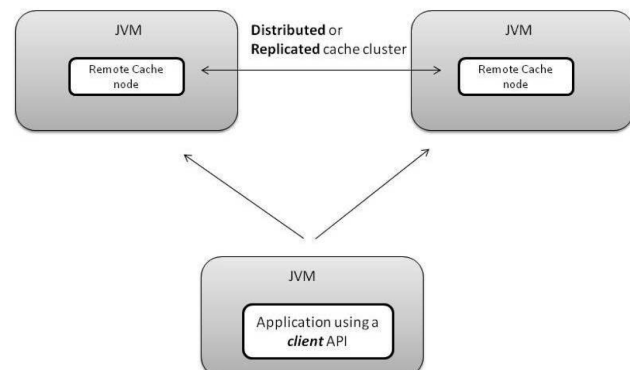 JVM
Remote Cache
node
Distributed or
Replicated cache cluster
JVM
Remote Cache
node
JVM
Application using a
client API